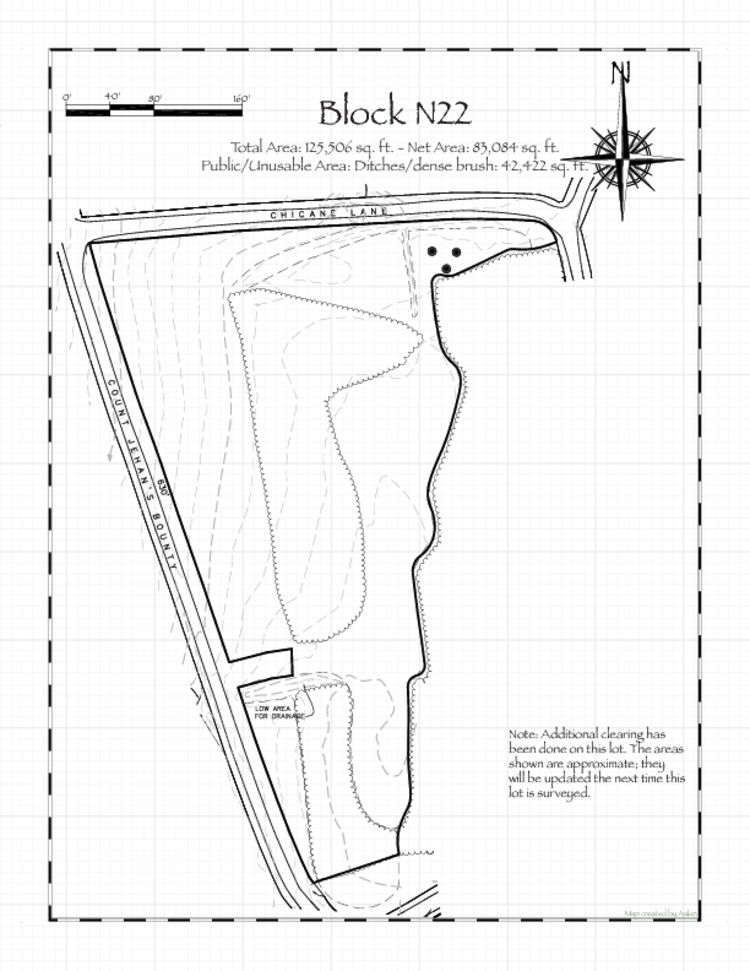 N
0' 40' 80' 160'
Block N22
Total Area: 125,506 sq. ft. - Net Area: 83,084 sq. ft.
Public/Unusable Area: Ditches/dense brush: 42,422 sq. ft.
CHICANE LANE
COUNT JEHAN'S BOUNTY
630'
LOW AREA
FOR DRAINAGE
Note: Additional clearing has
been done on this lot. The areas
shown are approximate; they
will be updated the next time this
lot is surveyed.
Map created by